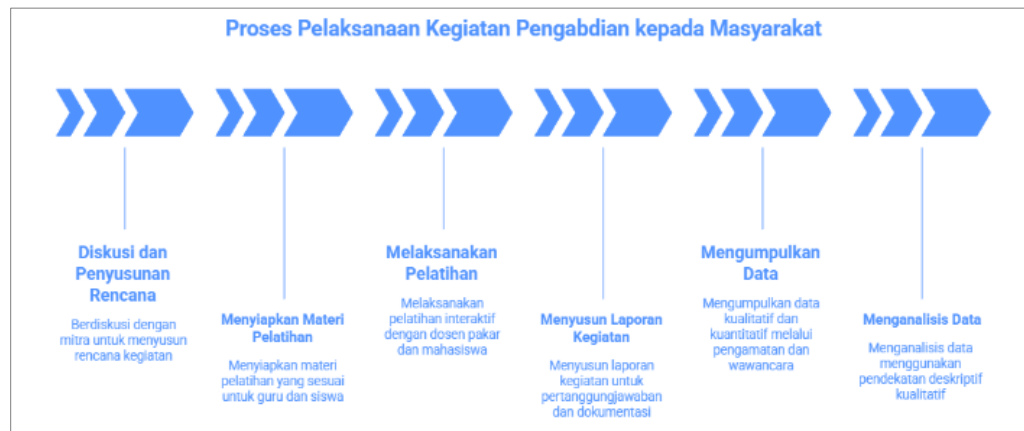 Proses Pelaksanaan Kegiatan Pengabdian kepada Masyarakat
Diskusi dan
Penyusunan
Rencana
Berdiskusi dengan
mitra untuk menyusun
rencana kegiatan
Menyiapkan Materi
Pelatihan
Menyiapkan materi
pelatihan yang sesuai
untuk guru dan siswa
Melaksanakan
Pelatihan
Melaksanakan
pelatihan interaktif
dengan dosen pakar
dan mahasiswa
Menyusun Laporan
Kegiatan
Menyusun laporan
kegiatan untuk
pertanggungjawaban
dan dokumentasi
Mengumpulkan
Data
Mengumpulkan data
kualitatif dan
kuantitatif melalui
pengamatan dan
wawancara
Menganalisis Data
Menganalisis data
menggunakan
pendekatan deskriptif
kualitatif